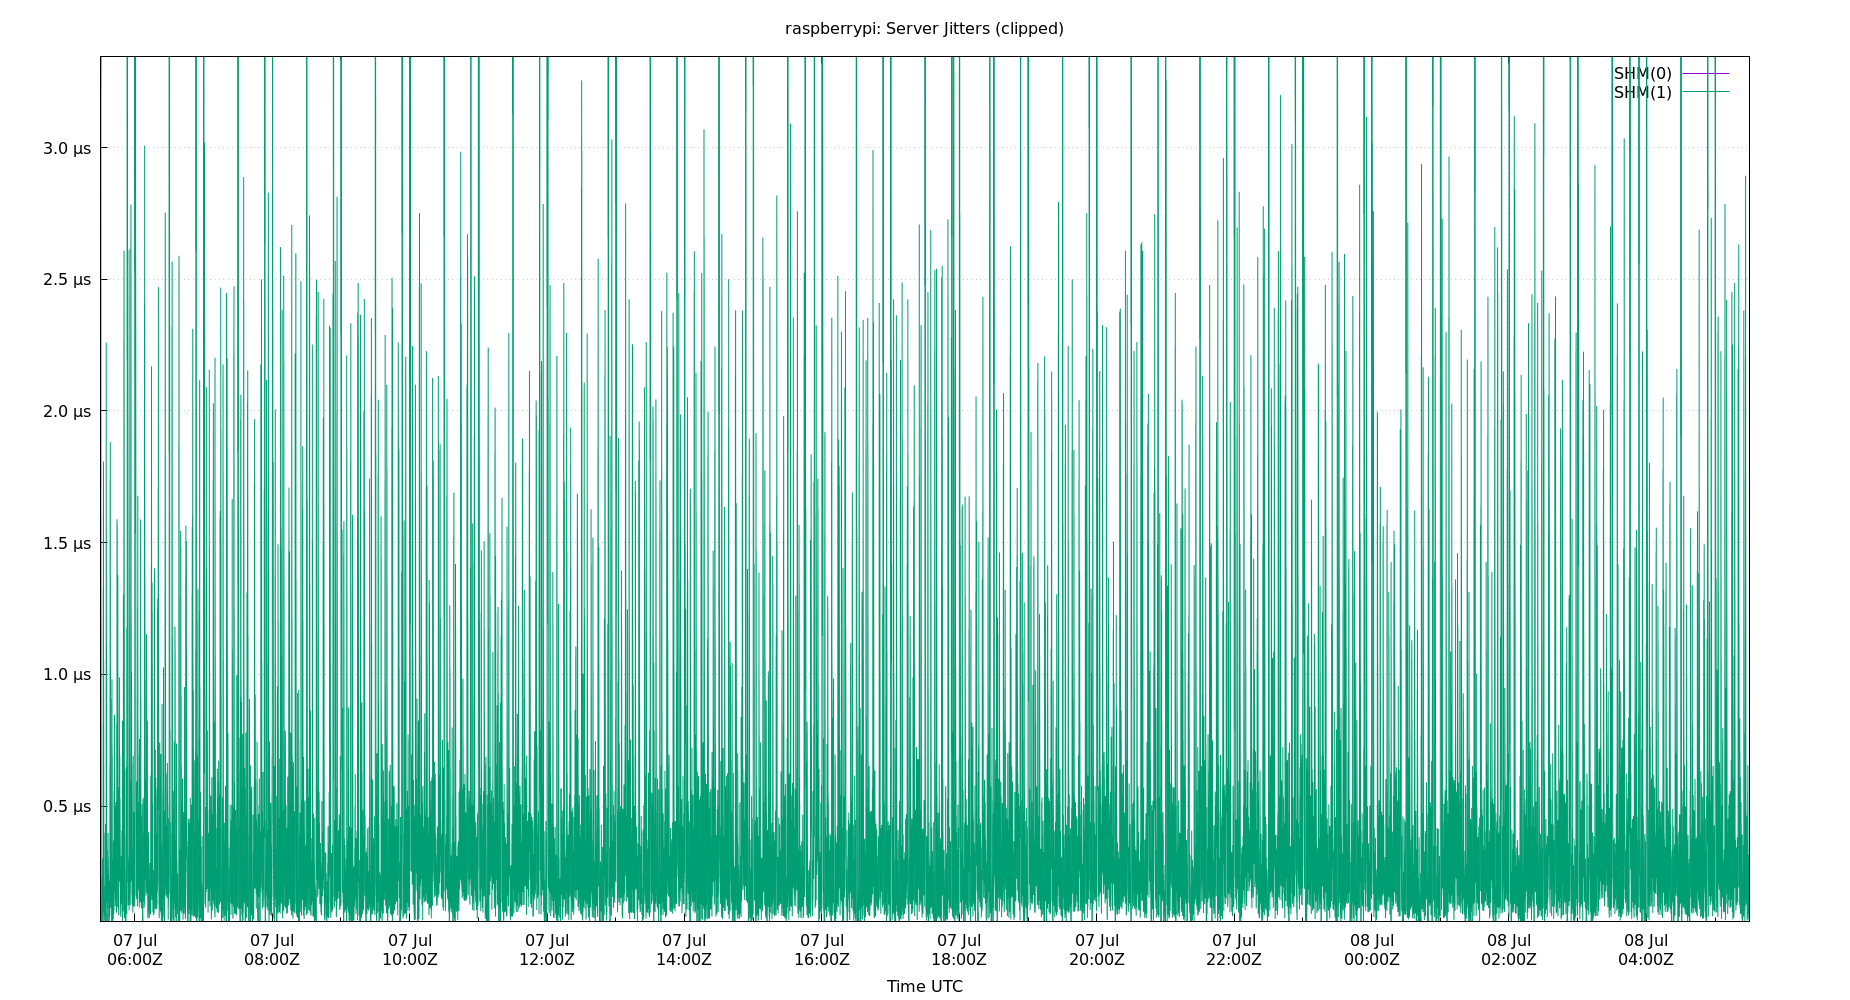 raspberrypi: Server Jitters (clipped)
SHM(0)
SHM(1)
3.0 µs
2.5 µs
2.0 µs
1.5 µs
1.0 µs
0.5 µs
07 Jul 07 Jul 07 Jul 07 Jul 07 Jul 07 Jul 07 Jul 07 Jul 07 Jul 08 Jul 08 Jul 08 Jul
06:00Z 08:00Z 10:00Z 12:00Z 14:00Z 16:00Z 18:00Z 20:00Z 22:00Z 00:00Z 02:00Z 04:00Z
Time UTC